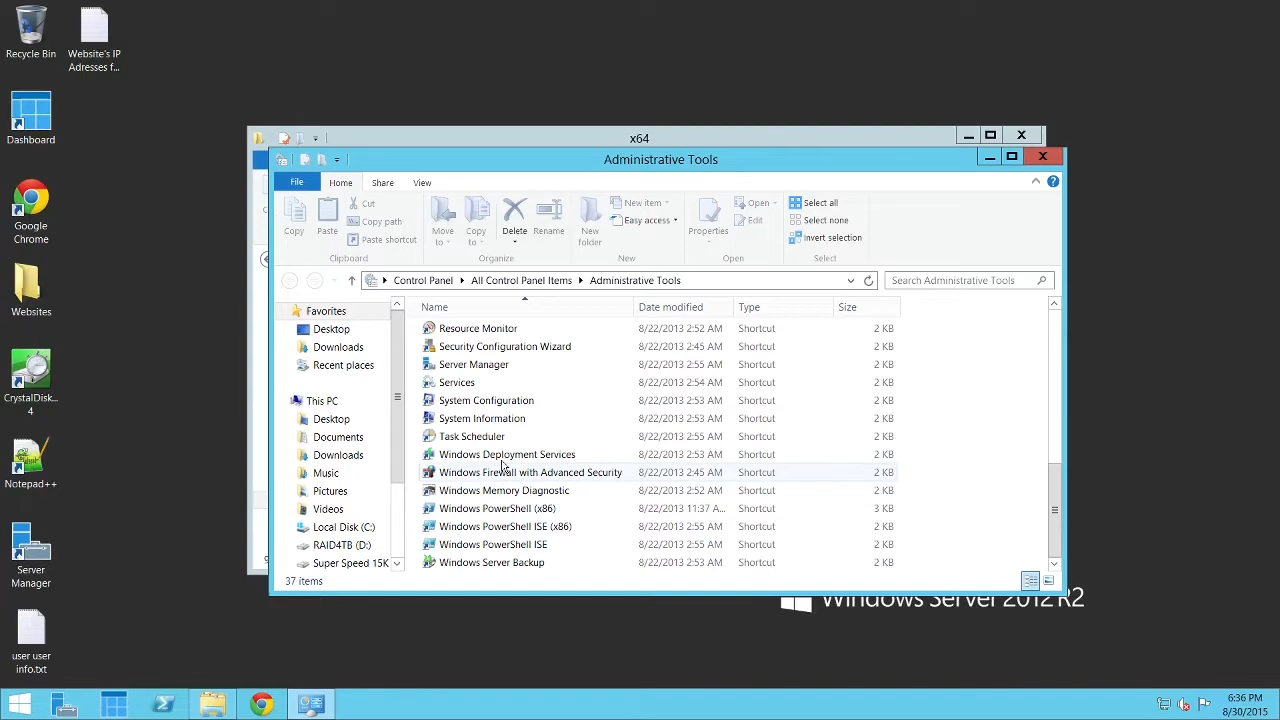 Recycle Bin
Website's IP
Adresses f...
Dashboard
Google
Chrome
Websites
CrystalDisk...
4
Notepad++
Server
Manager
user user
info.txt
x64
Administrative Tools
File
Home
Share
View
Copy
Paste
Cut
Copy path
Paste shortcut
Clipboard
Move
to
Copy
to
Delete
Rename
Organize
New
folder
New item
Easy access
New
Properties
Open
Edit
Open
Select all
Select none
Invert selection
Select
Control Panel
All Control Panel Items
Administrative Tools
Search Administrative Tools
Favorites
Desktop
Downloads
Recent places
This PC
Desktop
Documents
Downloads
Music
Pictures
Videos
Local Disk (C:)
RAID4TB (D:)
Super Speed 15K
Name Date modified Type Size
Resource Monitor 8/22/2013 2:52 AM Shortcut 2 KB
Security Configuration Wizard 8/22/2013 2:45 AM Shortcut 2 KB
Server Manager 8/22/2013 2:55 AM Shortcut 2 KB
Services 8/22/2013 2:54 AM Shortcut 2 KB
System Configuration 8/22/2013 2:53 AM Shortcut 2 KB
System Information 8/22/2013 2:53 AM Shortcut 2 KB
Task Scheduler 8/22/2013 2:55 AM Shortcut 2 KB
Windows Deployment Services 8/22/2013 2:53 AM Shortcut 2 KB
Windows Firewall with Advanced Security 8/22/2013 2:45 AM Shortcut 2 KB
Windows Memory Diagnostic 8/22/2013 2:52 AM Shortcut 2 KB
Windows PowerShell (x86) 8/22/2013 11:37 A... Shortcut 3 KB
Windows PowerShell ISE (x86) 8/22/2013 2:55 AM Shortcut 2 KB
Windows PowerShell ISE 8/22/2013 2:55 AM Shortcut 2 KB
Windows Server Backup 8/22/2013 2:53 AM Shortcut 2 KB
37 items
Windows Server 2012 R2
6:36 PM
8/30/2015